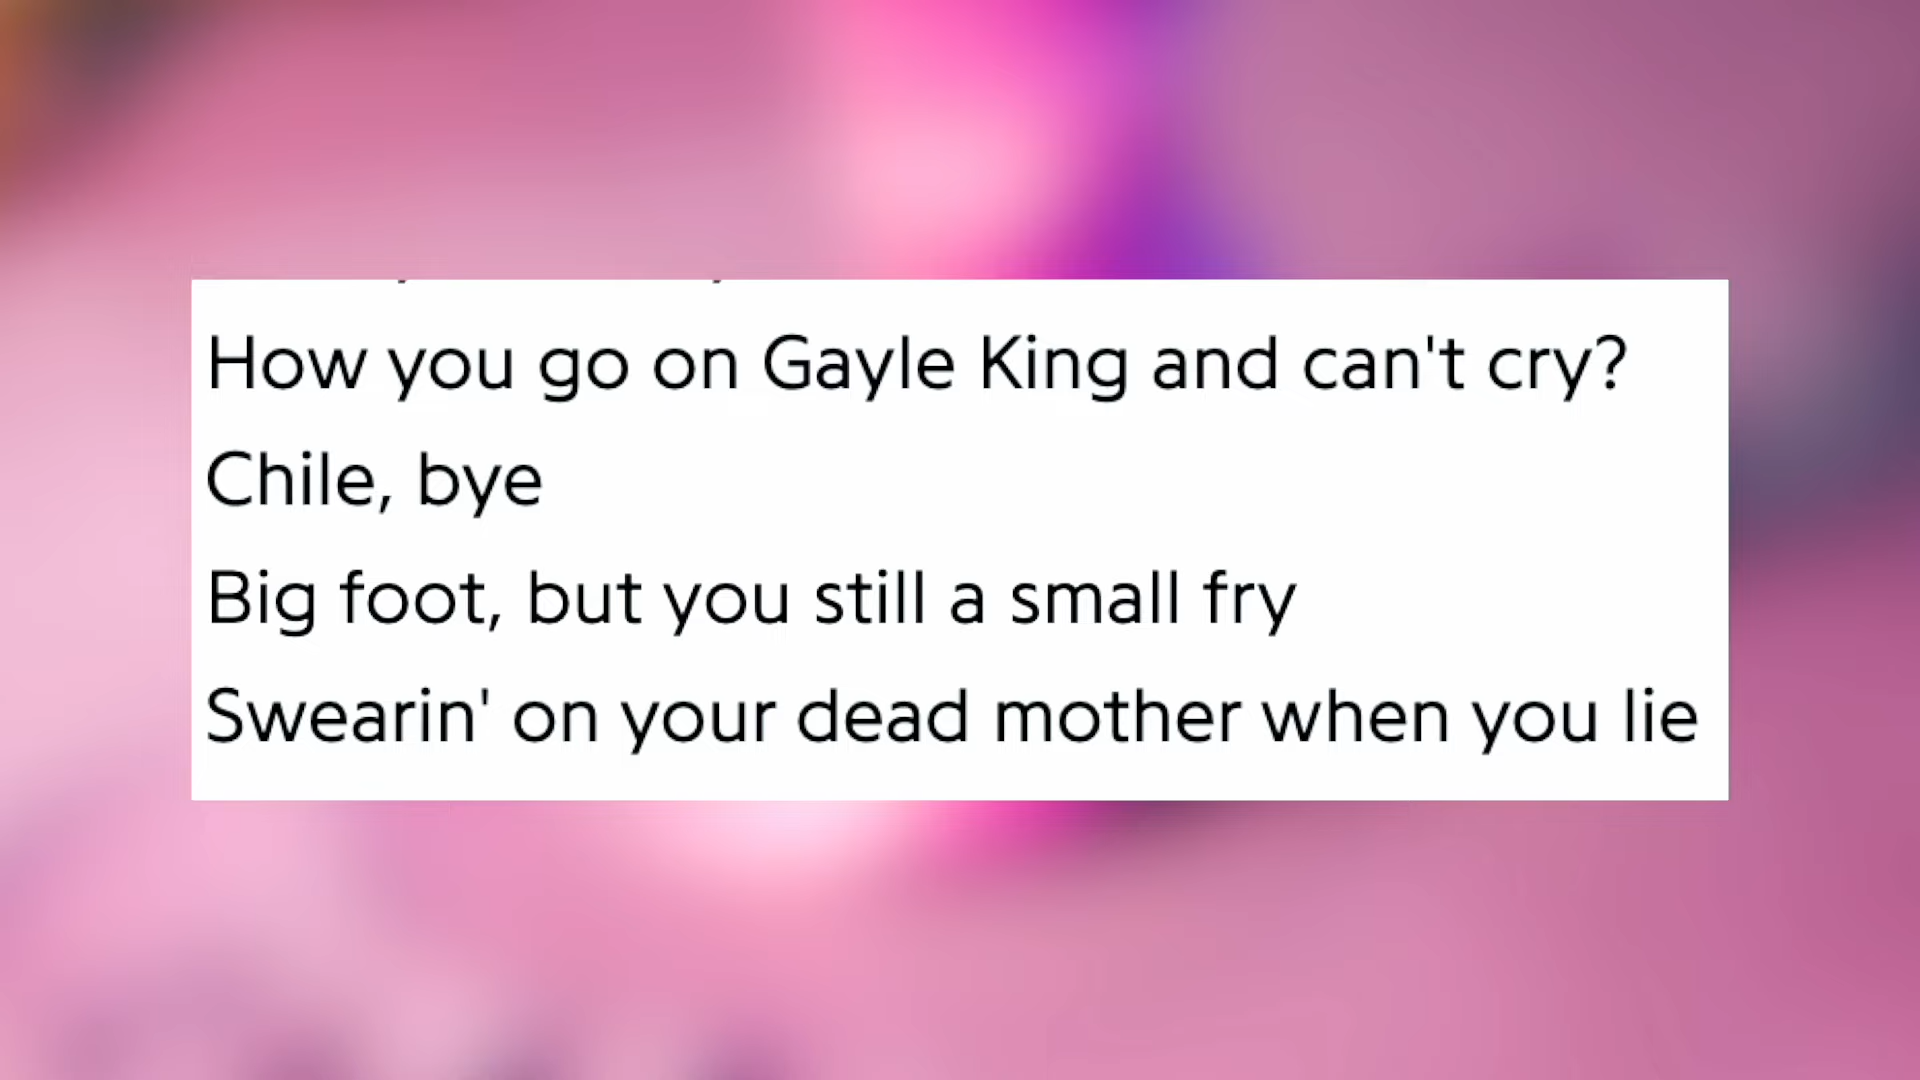 How you go on Gayle King and can't cry?
Chile, bye
Big foot, but you still a small fry
Swearin' on your dead mother when you lie